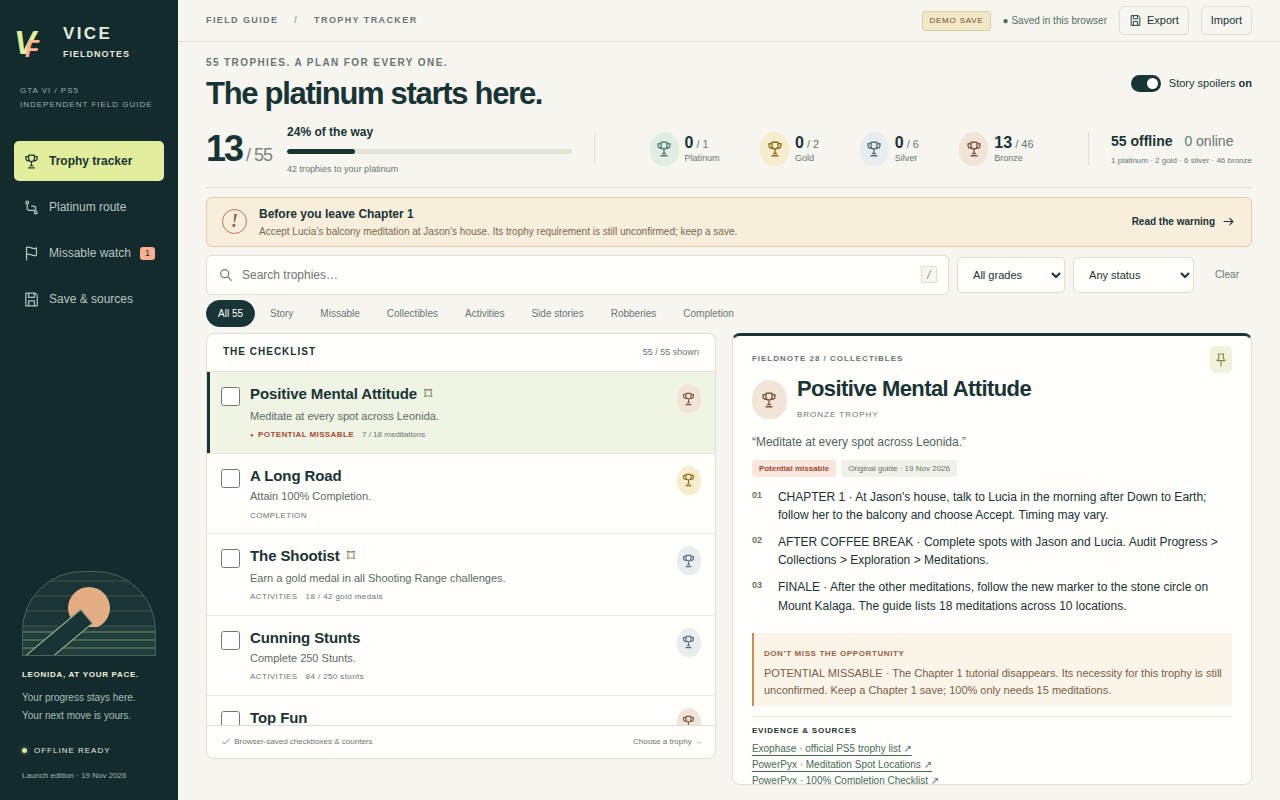 VICE
FIELDNOTES
GTA VI / PS5
INDEPENDENT FIELD GUIDE
Trophy tracker
Platinum route
Missable watch 1
Save & sources
LEONIDA, AT YOUR PACE.
Your progress stays here.
Your next move is yours.
OFFLINE READY
Launch edition · 19 Nov 2026
FIELD GUIDE / TROPHY TRACKER
DEMO SAVE
● Saved in this browser
Export
Import
55 TROPHIES. A PLAN FOR EVERY ONE.
The platinum starts here.
Story spoilers on
13 / 55
24% of the way
42 trophies to your platinum
0 / 1
Platinum
0 / 2
Gold
0 / 6
Silver
13 / 46
Bronze
55 offline 0 online
1 platinum · 2 gold · 6 silver · 46 bronze
!
Before you leave Chapter 1
Accept Lucia's balcony meditation at Jason's house. Its trophy requirement is still unconfirmed; keep a save.
Read the warning →
Search trophies… /
All grades
Any status
Clear
All 55
Story
Missable
Collectibles
Activities
Side stories
Robberies
Completion
THE CHECKLIST
55 / 55 shown
Positive Mental Attitude
Meditate at every spot across Leonida.
• POTENTIAL MISSABLE 7 / 18 meditations
A Long Road
Attain 100% Completion.
COMPLETION
The Shootist
Earn a gold medal in all Shooting Range challenges.
ACTIVITIES 18 / 42 gold medals
Cunning Stunts
Complete 250 Stunts.
ACTIVITIES 84 / 250 stunts
Top Fun
Browser-saved checkboxes & counters
Choose a trophy →
FIELDNOTE 28 / COLLECTIBLES
Positive Mental Attitude
BRONZE TROPHY
“Meditate at every spot across Leonida.”
Potential missable
Original guide · 19 Nov 2026
01 CHAPTER 1 · At Jason's house, talk to Lucia in the morning after Down to Earth;
follow her to the balcony and choose Accept. Timing may vary.
02 AFTER COFFEE BREAK · Complete spots with Jason and Lucia. Audit Progress >
Collections > Exploration > Meditations.
03 FINALE · After the other meditations, follow the new marker to the stone circle on
Mount Kalaga. The guide lists 18 meditations across 10 locations.
DON'T MISS THE OPPORTUNITY
POTENTIAL MISSABLE · The Chapter 1 tutorial disappears. Its necessity for this trophy is still
unconfirmed. Keep a Chapter 1 save; 100% only needs 15 meditations.
EVIDENCE & SOURCES
Exophase · official PS5 trophy list ↗
PowerPyx · Meditation Spot Locations ↗
PowerPyx · 100% Completion Checklist ↗